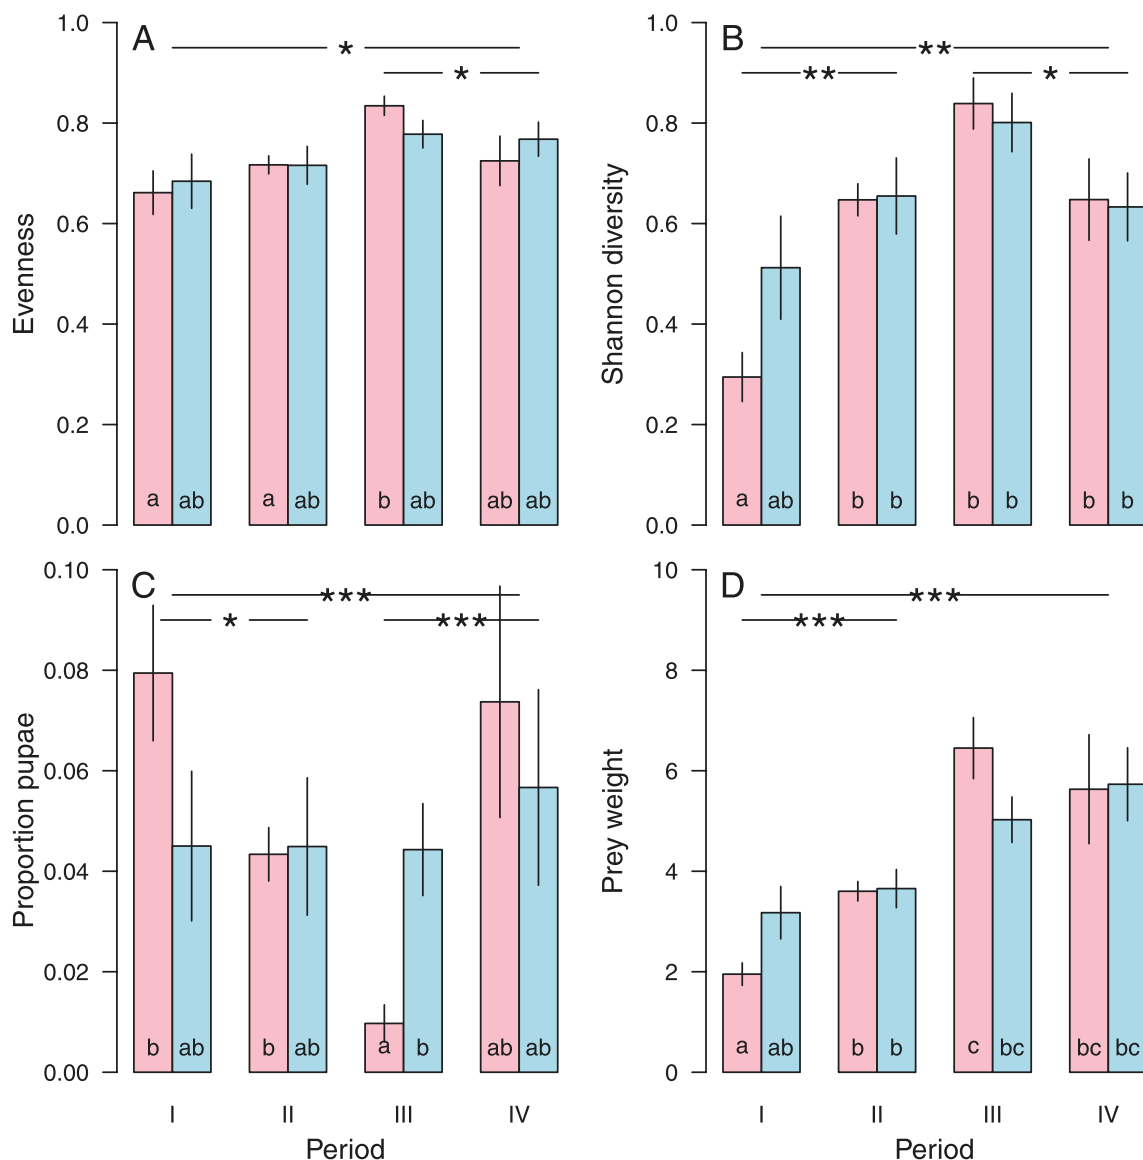 A
*
*
1.0
0.8
0.6
0.4
0.2
0.0
Evenness
a ab a ab b ab ab ab
B
**
** *
1.0
0.8
0.6
0.4
0.2
0.0
Shannon diversity
a ab b b b b b b
C
***
* ***
0.10
0.08
0.06
0.04
0.02
0.00
Proportion pupae
b ab b ab a b ab ab
I II III IV
Period
D
***
***
10
8
6
4
2
0
Prey weight
a ab b b c bc bc bc
I II III IV
Period